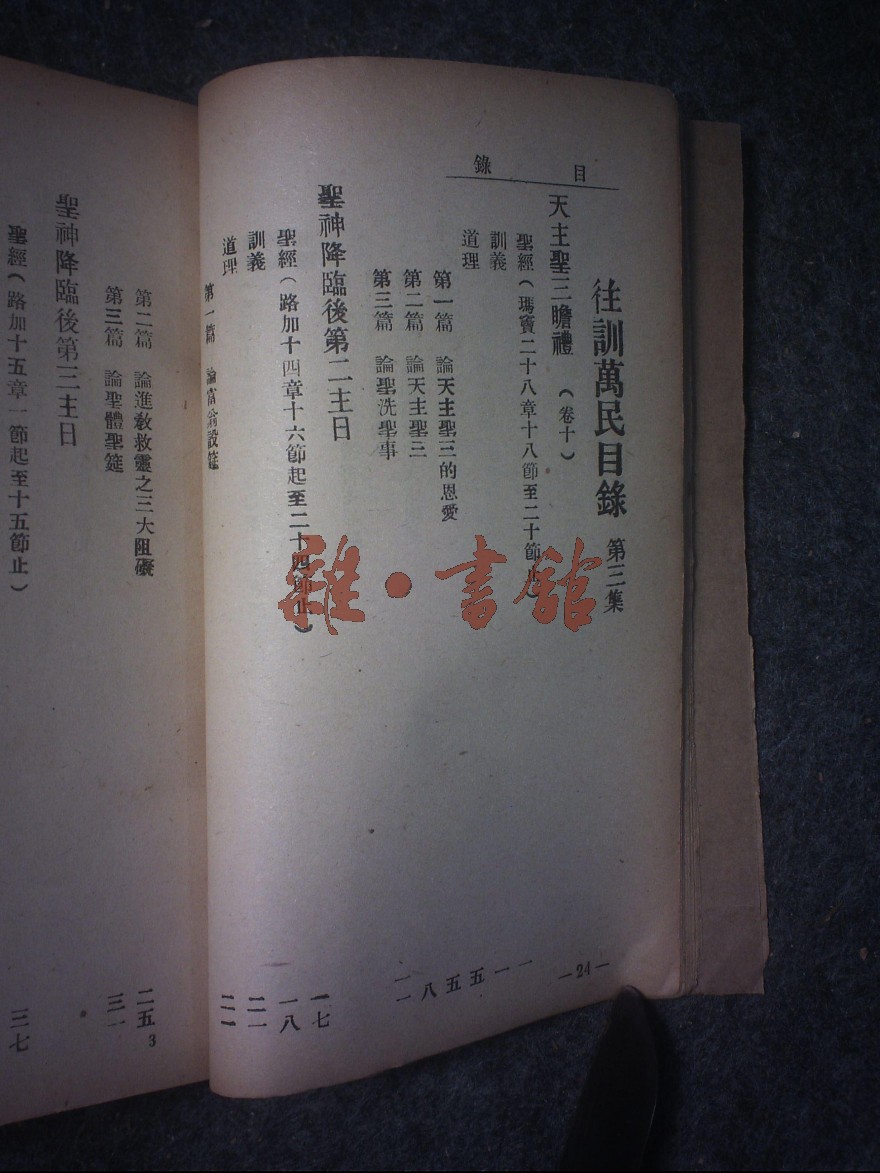 目錄
往訓萬民目錄 第三集
天主聖三瞻禮 （卷十）
聖經（瑪竇二十八章十八節至二十節止）
訓義
道理
第一篇 論天主聖三的恩愛
第二篇 論天主聖三
第三篇 論聖洗聖事
聖神降臨後第二主日
聖經（路加十四章十六節起至二十四節止）
訓義
道理
第一篇 論富翁設筵
—24—
一
一
五
五
八
一一
一七
一八
二一
二一
第二篇 論進教救靈之三大阻礙
第三篇 論聖體聖筵
聖神降臨後第三主日
聖經（路加十五章一節起至十五節止）
二五
三一
三七
3
雜·書館